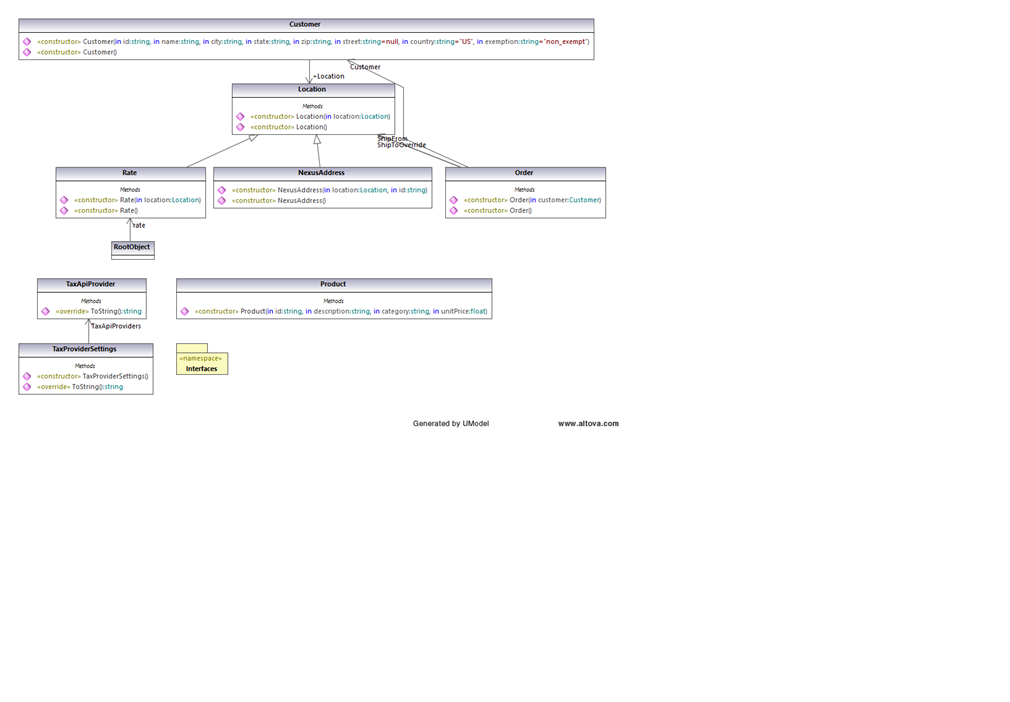 Customer
«constructor» Customer(in id:string, in name:string, in city:string, in state:string, in zip:string, in street:string=null, in country:string="US", in exemption:string="non_exempt")
«constructor» Customer()
Customer
~Location
Location
Methods
«constructor» Location(in location:Location)
«constructor» Location()
ShipFrom
ShipToOverride
Rate
Methods
«constructor» Rate(in location:Location)
«constructor» Rate()
NexusAddress
«constructor» NexusAddress(in location:Location, in id:string)
«constructor» NexusAddress()
Order
Methods
«constructor» Order(in customer:Customer)
«constructor» Order()
rate
RootObject
TaxApiProvider
Methods
«override» ToString():string
Product
Methods
«constructor» Product(in id:string, in description:string, in category:string, in unitPrice:float)
TaxApiProviders
TaxProviderSettings
Methods
«constructor» TaxProviderSettings()
«override» ToString():string
«namespace»
Interfaces
Generated by UModel
www.altova.com